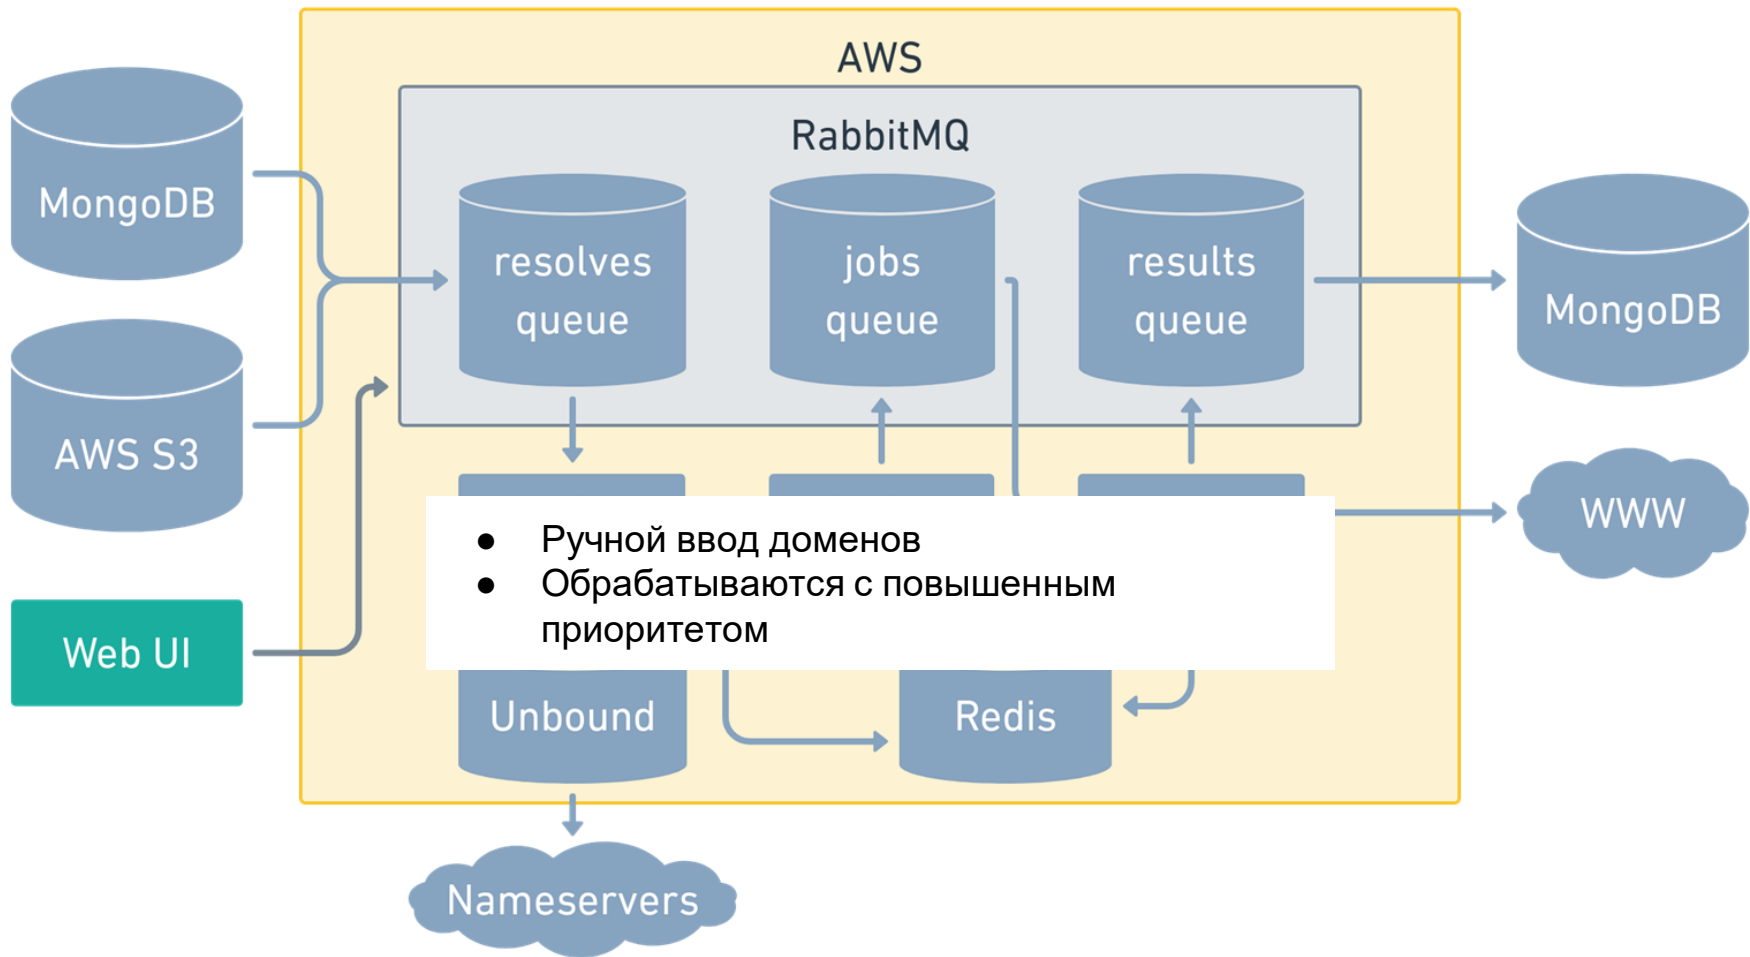 AWS
RabbitMQ
MongoDB
resolves
queue
jobs
queue
results
queue
MongoDB
AWS S3
WWW
● Ручной ввод доменов
● Обрабатываются с повышенным
приоритетом
Web UI
Unbound
Redis
Nameservers